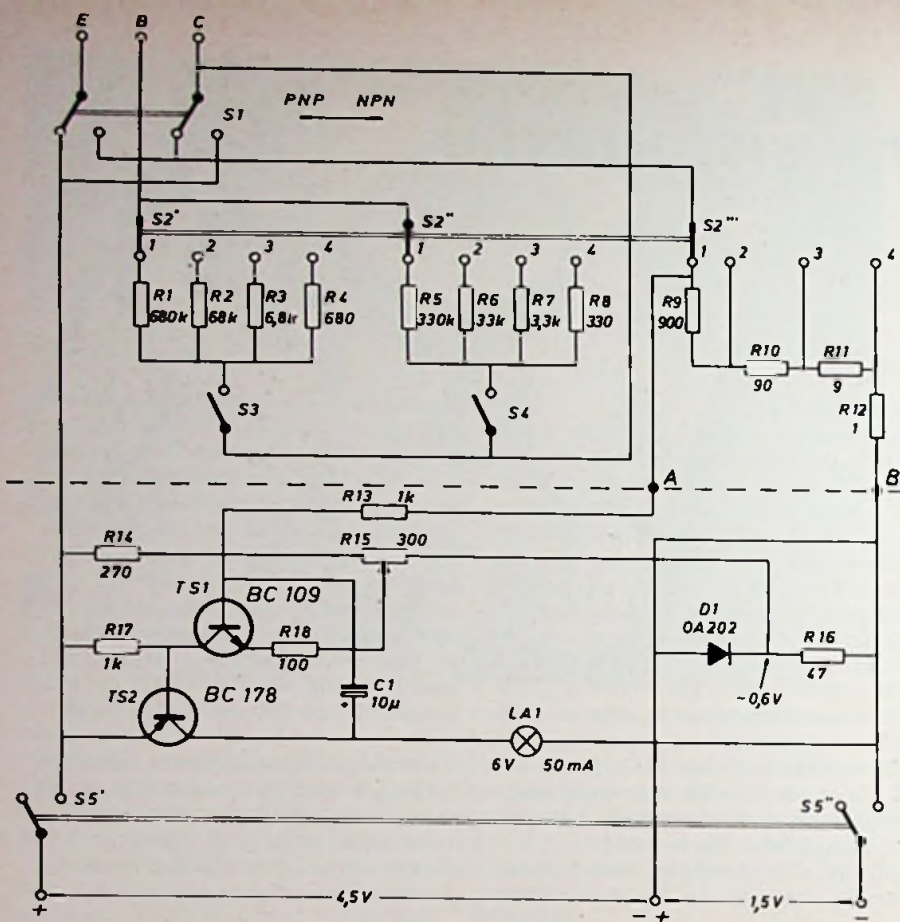 E B C
PNP NPN
S1
S2' S2'' S2'''
1 2 3 4 1 2 3 4 1 2 3 4
R1 680k
R2 68k
R3
R4 680
R5 330k
R6 33k
R7 3,3k
R8 330
R9 900
R10 90
R11 9
R12 1
S3 S4
A B
R13 1k
R14 270
R15 300
TS1 BC 109
D1 OA202
R17 1k
R18 100
R16 47
TS2 BC 178
C1 10µ
+
~0,6V
LA1
6V 50mA
S5' S5''
+ 4,5V - + 1,5V -